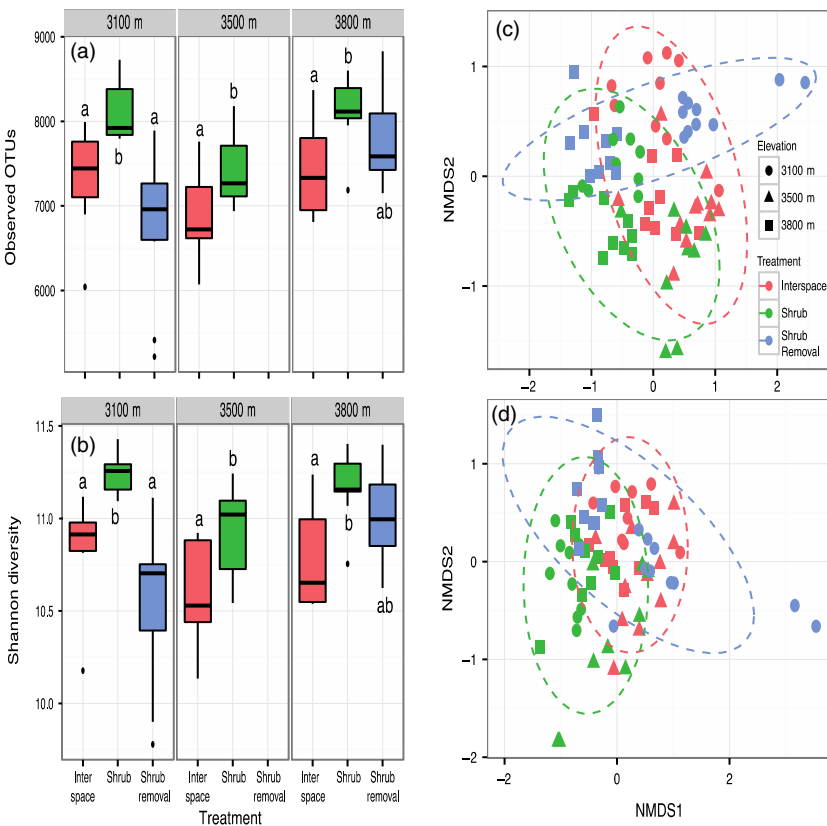 3100 m 3500 m 3800 m
(a)
9000
8000
7000
6000
Observed OTUs
a b a
a b
a b ab
3100 m 3500 m 3800 m
(b)
11.5
11.0
10.5
10.0
Shannon diversity
a b a
a b
a b ab
Inter space Shrub Shrub removal
Inter space Shrub Shrub removal
Inter space Shrub Shrub removal
Treatment
(c)
1
0
−1
NMDS2
−2 −1 0 1 2
Elevation
3100 m
3500 m
3800 m
Treatment
Interspace
Shrub
Shrub
Removal
(d)
1
0
−1
−2
NMDS2
−2 0 2
NMDS1